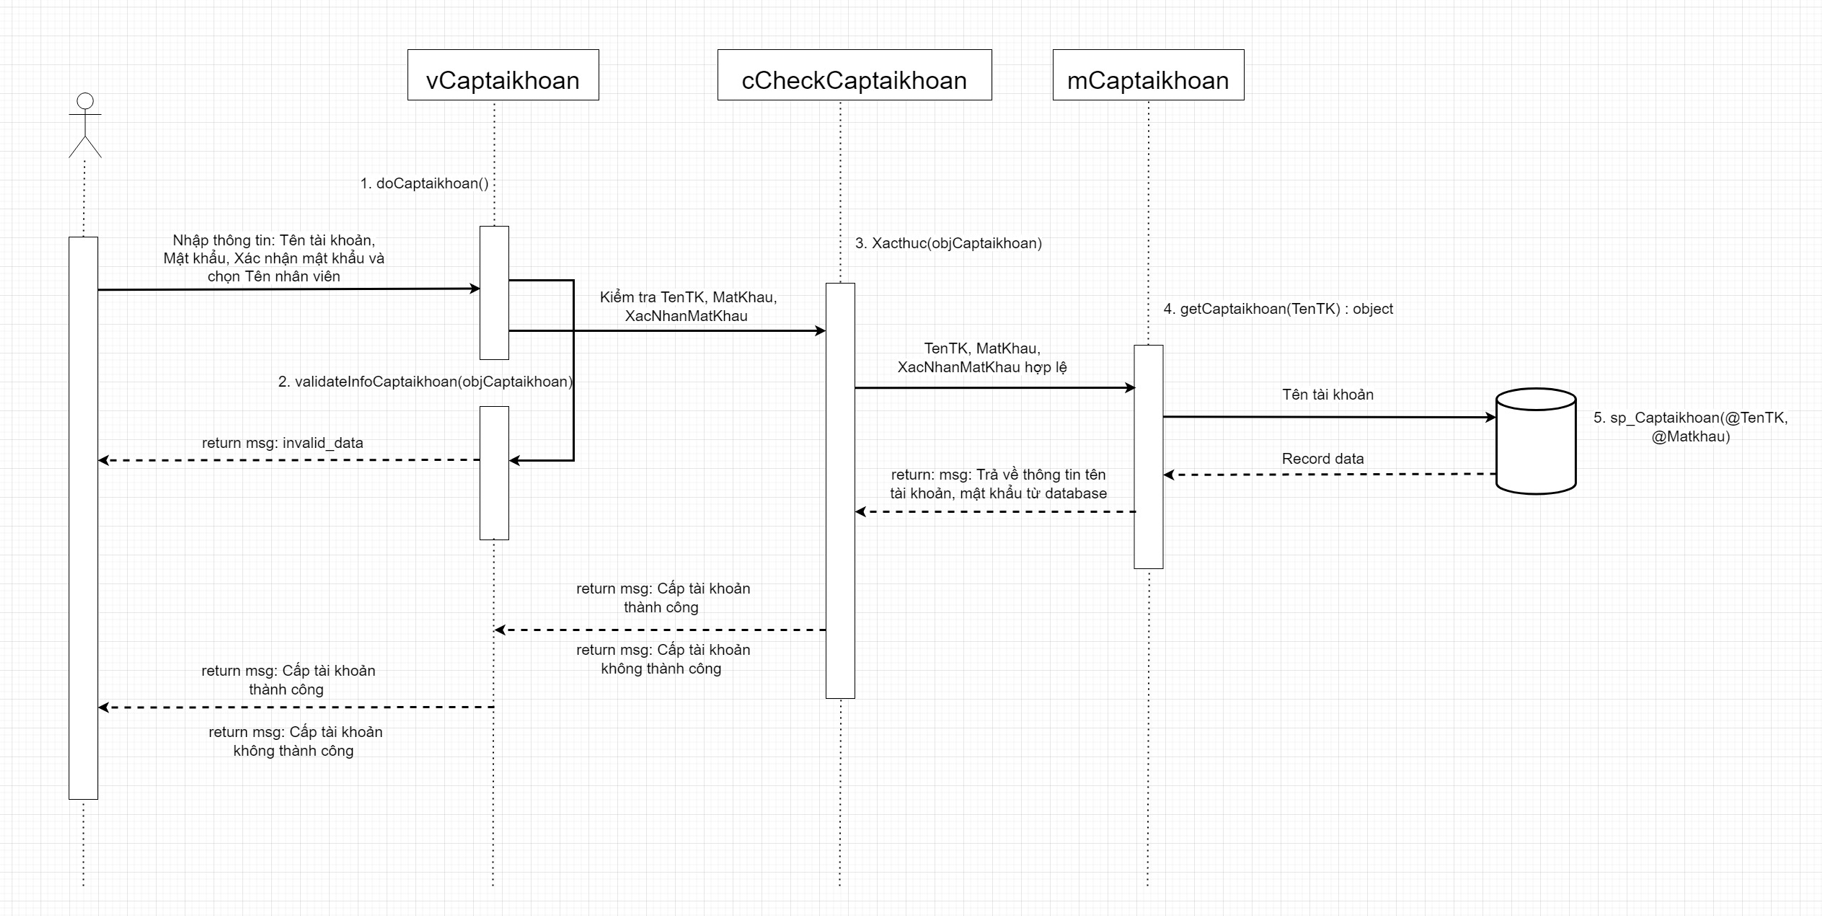 vCaptaikhoan
cCheckCaptaikhoan
mCaptaikhoan
1. doCaptaikhoan()
Nhập thông tin: Tên tài khoản,
Mật khẩu, Xác nhận mật khẩu và
chọn Tên nhân viên
3. Xacthuc(objCaptaikhoan)
Kiểm tra TenTK, MatKhau,
XacNhanMatKhau
4. getCaptaikhoan(TenTK) : object
TenTK, MatKhau,
XacNhanMatKhau hợp lệ
2. validateInfoCaptaikhoan(objCaptaikhoan)
Tên tài khoản
5. sp_Captaikhoan(@TenTK,
@Matkhau)
return msg: invalid_data
Record data
return: msg: Trả về thông tin tên
tài khoản, mật khẩu từ database
return msg: Cấp tài khoản
thành công
return msg: Cấp tài khoản
không thành công
return msg: Cấp tài khoản
thành công
return msg: Cấp tài khoản
không thành công